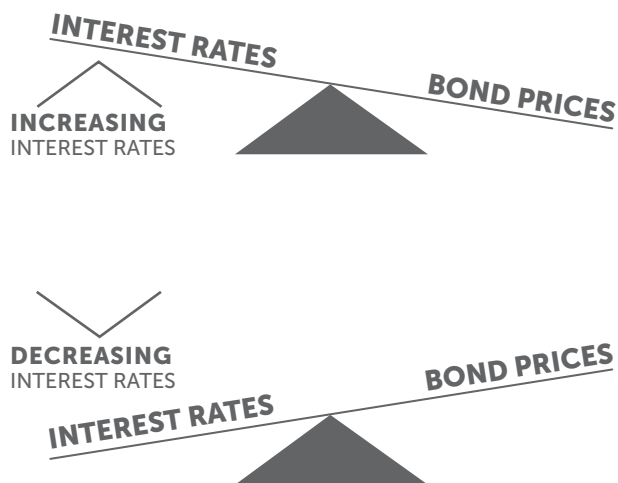 INTEREST RATES
BOND PRICES
INCREASING
INTEREST RATES
DECREASING
INTEREST RATES
BOND PRICES
INTEREST RATES